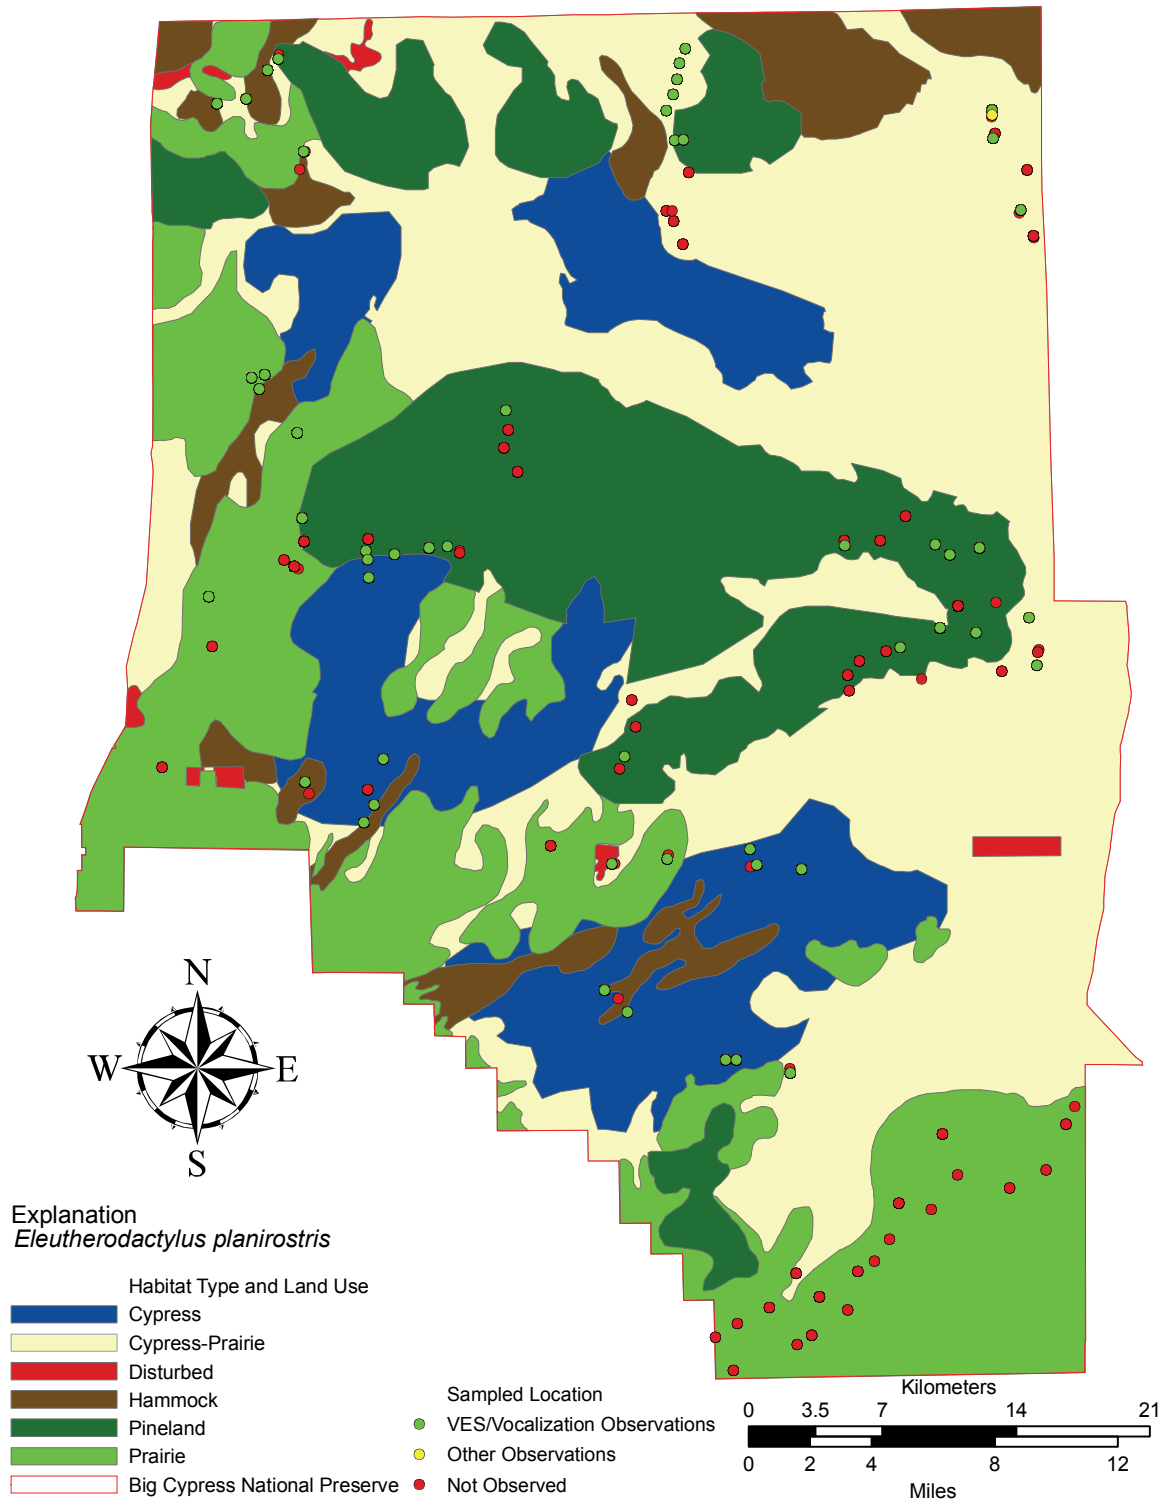 N
W E
S
Explanation
Eleutherodactylus planirostris
Habitat Type and Land Use
Cypress
Cypress-Prairie
Disturbed
Hammock
Pineland
Prairie
Big Cypress National Preserve
Sampled Location
VES/Vocalization Observations
Other Observations
Not Observed
Kilometers
0 3.5 7 14 21
0 2 4 8 12
Miles